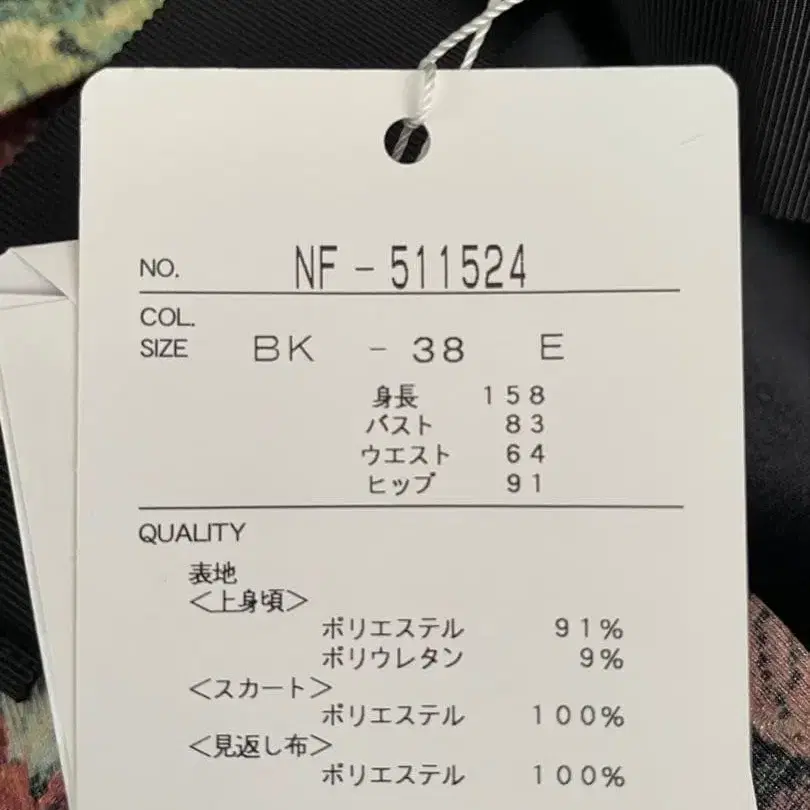 NO. NF-511524
COL.
SIZE BK - 38 E
身長 158
バスト 83
ウエスト 64
ヒップ 91
QUALITY
表地
<上身頃>
ポリエステル 91%
ポリウレタン 9%
<スカート>
ポリエステル 100%
<見返し布>
ポリエステル 100%